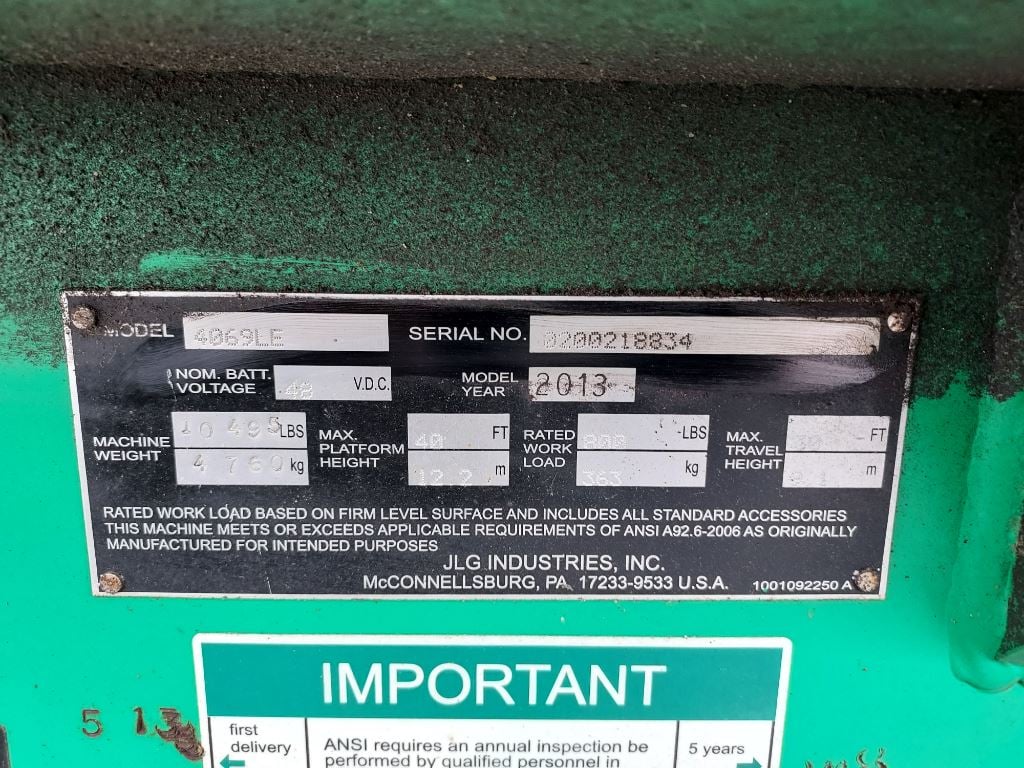 MODEL 4069LE SERIAL NO. 0200218834
NOM. BATT. VOLTAGE 48 V.D.C. MODEL YEAR 2013
MACHINE WEIGHT 10 495 LBS 4 760 kg MAX. PLATFORM HEIGHT 40 FT 12.2 m RATED WORK LOAD 800 LBS 363 kg MAX. TRAVEL HEIGHT FT m
RATED WORK LOAD BASED ON FIRM LEVEL SURFACE AND INCLUDES ALL STANDARD ACCESSORIES
THIS MACHINE MEETS OR EXCEEDS APPLICABLE REQUIREMENTS OF ANSI A92.6-2006 AS ORIGINALLY
MANUFACTURED FOR INTENDED PURPOSES
JLG INDUSTRIES, INC.
McCONNELLSBURG, PA. 17233-9533 U.S.A. 1001092250 A
IMPORTANT
5 13
first
delivery
ANSI requires an annual inspection be
performed by qualified personnel in
5 years